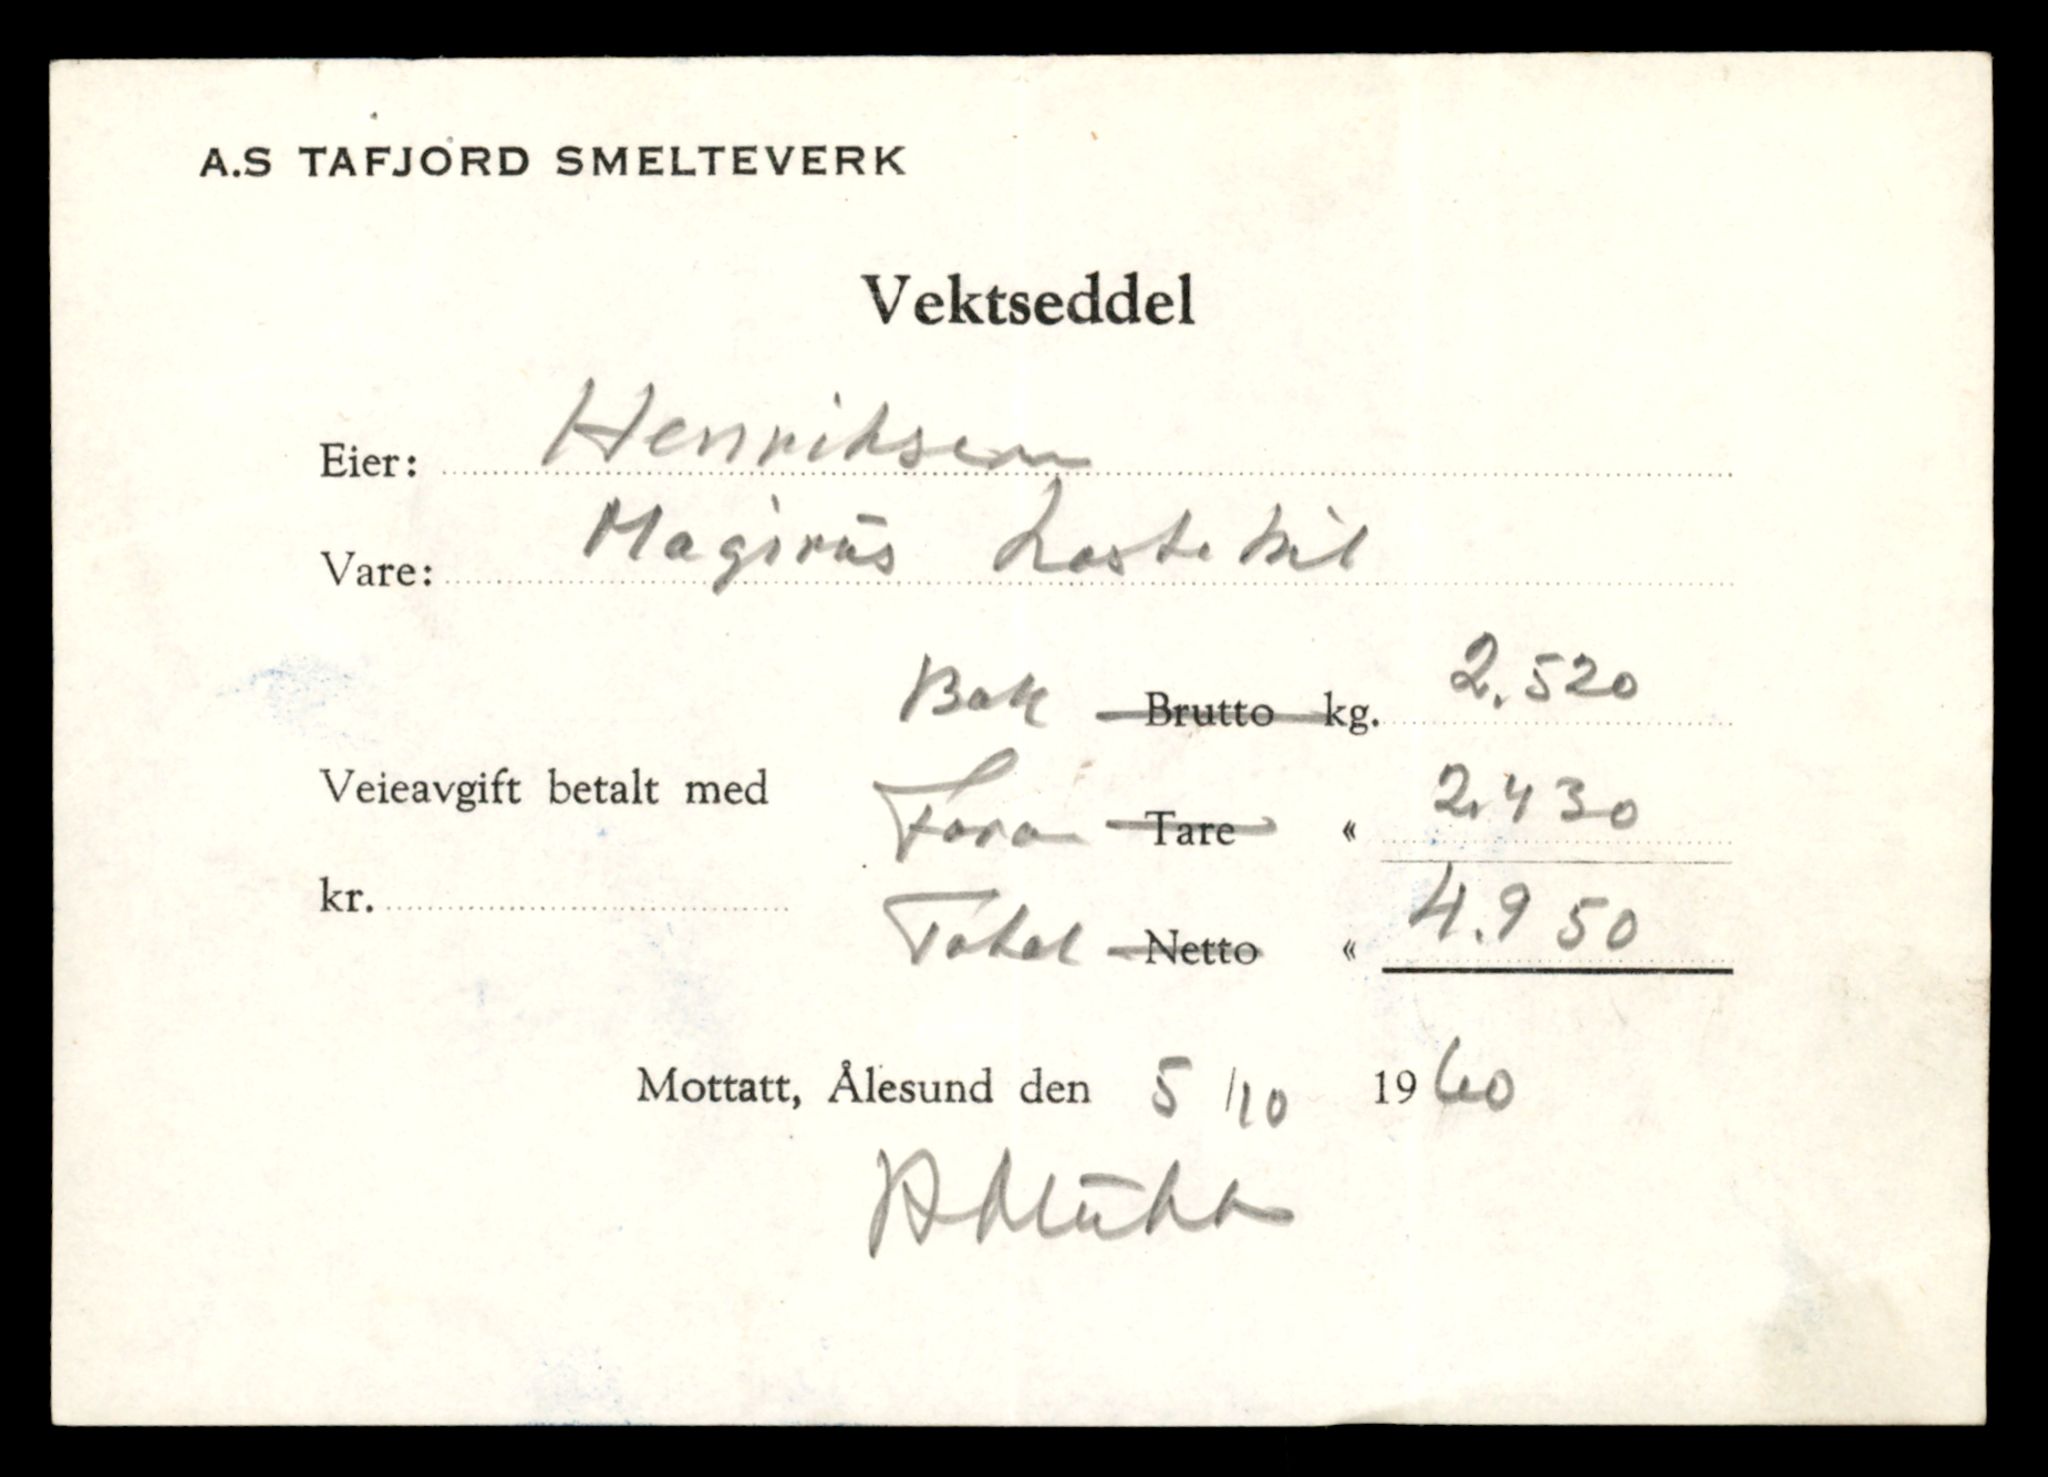 A.S TAFJORD SMELTEVERK
Vektseddel
Eier: Henriksen
Vare: Magirus Lastebil
Bak Brutto kg. 2.520
Veieavgift betalt med Fora Tare « 2.430
kr. Total Netto « 4.950
Mottatt, Ålesund den 5/10 1960